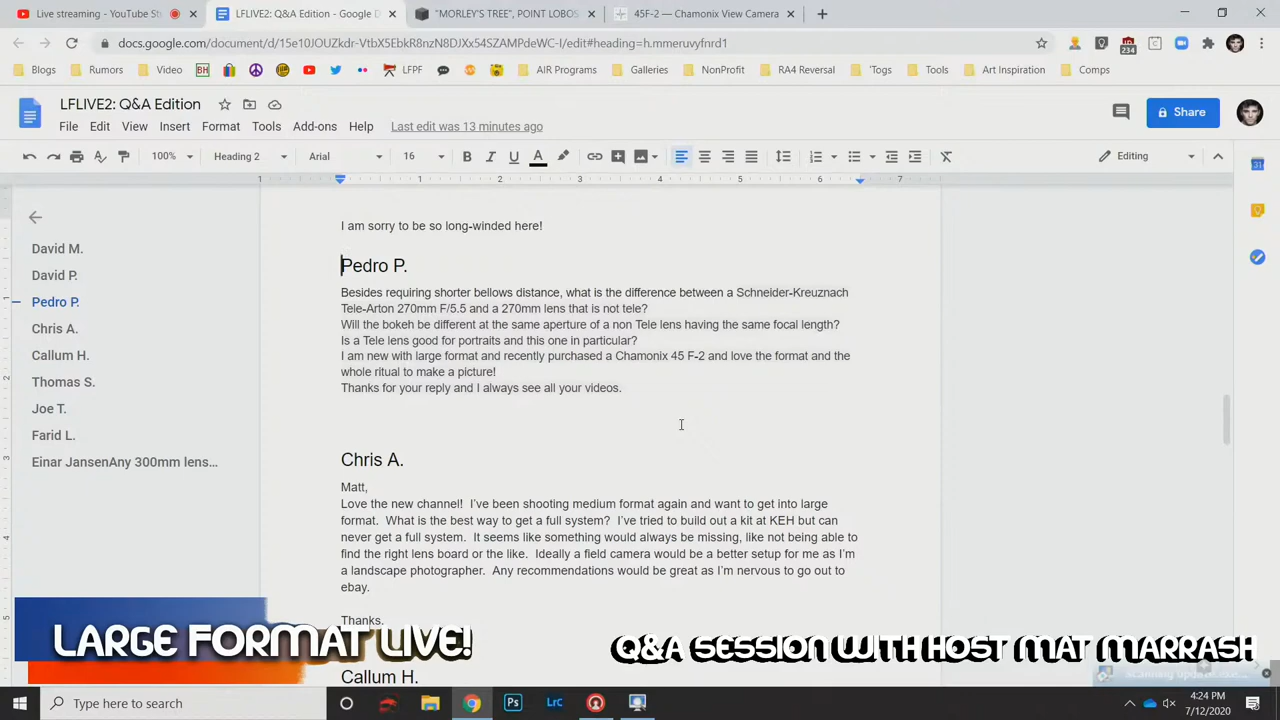 Live streaming - YouTube St
LFLIVE2: Q&A Edition - Google D
"MORLEY'S TREE", POINT LOBOS
45F-2 — Chamonix View Camera
docs.google.com/document/d/15e10JOUZkdr-VtbX5EbkR8nzN8DJXx54SZAMPdeWC-I/edit#heading=h.mmeruvyfnrd1
234
Blogs
Rumors
Video
BH
LFPF
AIR Programs
Galleries
NonProfit
RA4 Reversal
'Togs
Tools
Art Inspiration
Comps
LFLIVE2: Q&A Edition
File Edit View Insert Format Tools Add-ons Help Last edit was 13 minutes ago
Share
100% Heading 2 Arial 16 B I U A Editing
1 1 2 3 4 5 6 7
David M.
David P.
Pedro P.
Chris A.
Callum H.
Thomas S.
Joe T.
Farid L.
Einar JansenAny 300mm lens...
I am sorry to be so long-winded here!
Pedro P.
Besides requiring shorter bellows distance, what is the difference between a Schneider-Kreuznach
Tele-Arton 270mm F/5.5 and a 270mm lens that is not tele?
Will the bokeh be different at the same aperture of a non Tele lens having the same focal length?
Is a Tele lens good for portraits and this one in particular?
I am new with large format and recently purchased a Chamonix 45 F-2 and love the format and the
whole ritual to make a picture!
Thanks for your reply and I always see all your videos.
Chris A.
Matt,
Love the new channel!  I've been shooting medium format again and want to get into large
format.  What is the best way to get a full system?  I've tried to build out a kit at KEH but can
never get a full system.  It seems like something would always be missing, like not being able to
find the right lens board or the like.  Ideally a field camera would be a better setup for me as I'm
a landscape photographer.  Any recommendations would be great as I'm nervous to go out to
ebay.
Thanks.
Callum H.
LARGE FORMAT LIVE!
Q&A SESSION WITH HOST MAT MARRASH
Type here to search
Ps
LrC
4:24 PM
7/12/2020